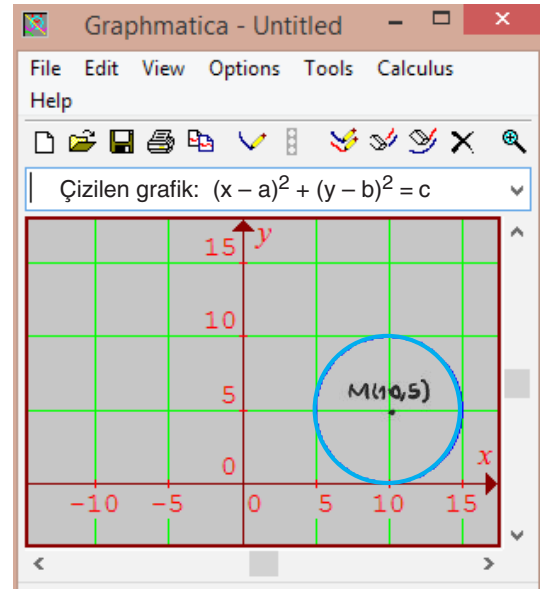 Graphmatica - Untitled
File Edit View Options Tools Calculus
Help
Çizilen grafik: (x – a)² + (y – b)² = c
15 y
10
5 M(10,5)
0 x
-10 -5 0 5 10 15